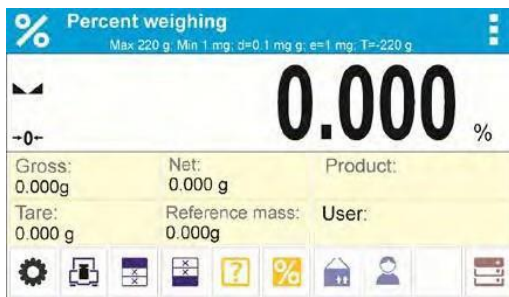 % Percent weighing
Max 220 g: Min 1 mg: d=0.1 mg g: e=1 mg: T=-220 g
0.000 %
→0←
Gross: Net: Product:
0.000g 0.000 g
Tare: Reference mass: User:
0.000 g 0.000g
? %